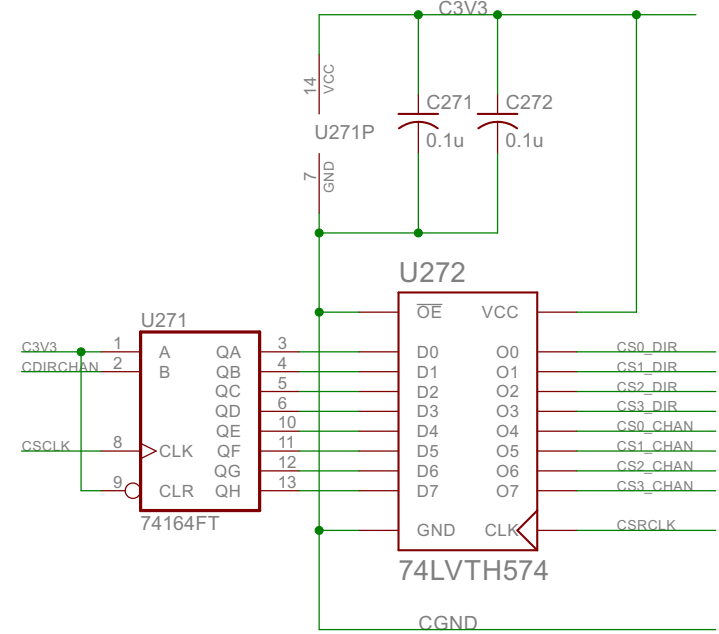 C3V3
14
VCC
U271P
7
GND
C271
0.1u
C272
0.1u
U272
OE
VCC
D0
O0
D1
O1
D2
O2
D3
O3
D4
O4
D5
O5
D6
O6
D7
O7
GND
CLK
74LVTH574
U271
C3V3
1
A
QA
3
CDIRCHAN
2
B
QB
4
QC
5
QD
6
QE
10
CSCLK
8
CLK
QF
11
QG
12
9
CLR
QH
13
74164FT
CS0_DIR
CS1_DIR
CS2_DIR
CS3_DIR
CS0_CHAN
CS1_CHAN
CS2_CHAN
CS3_CHAN
CSRCLK
CGND